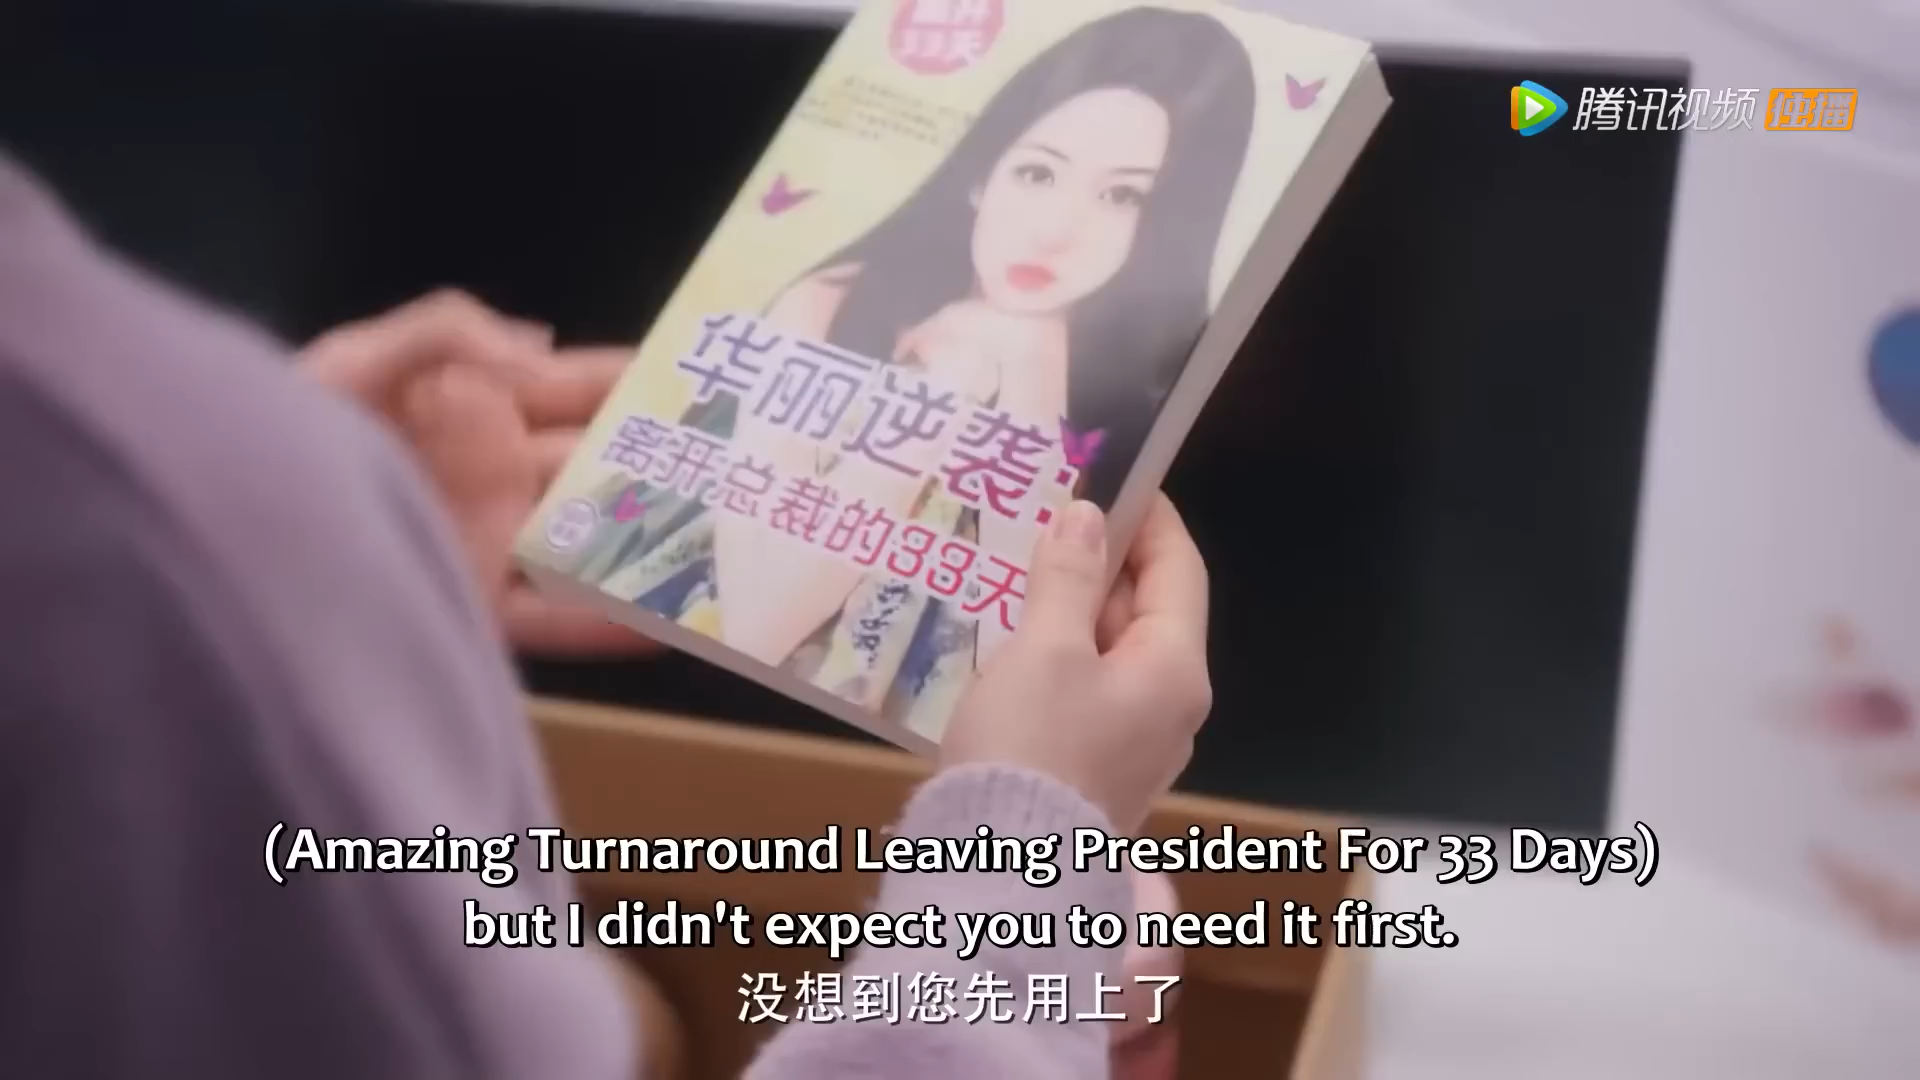 腾讯视频 独播
华丽逆袭:
离开总裁的33天
(Amazing Turnaround Leaving President For 33 Days)
but I didn't expect you to need it first.
没想到您先用上了